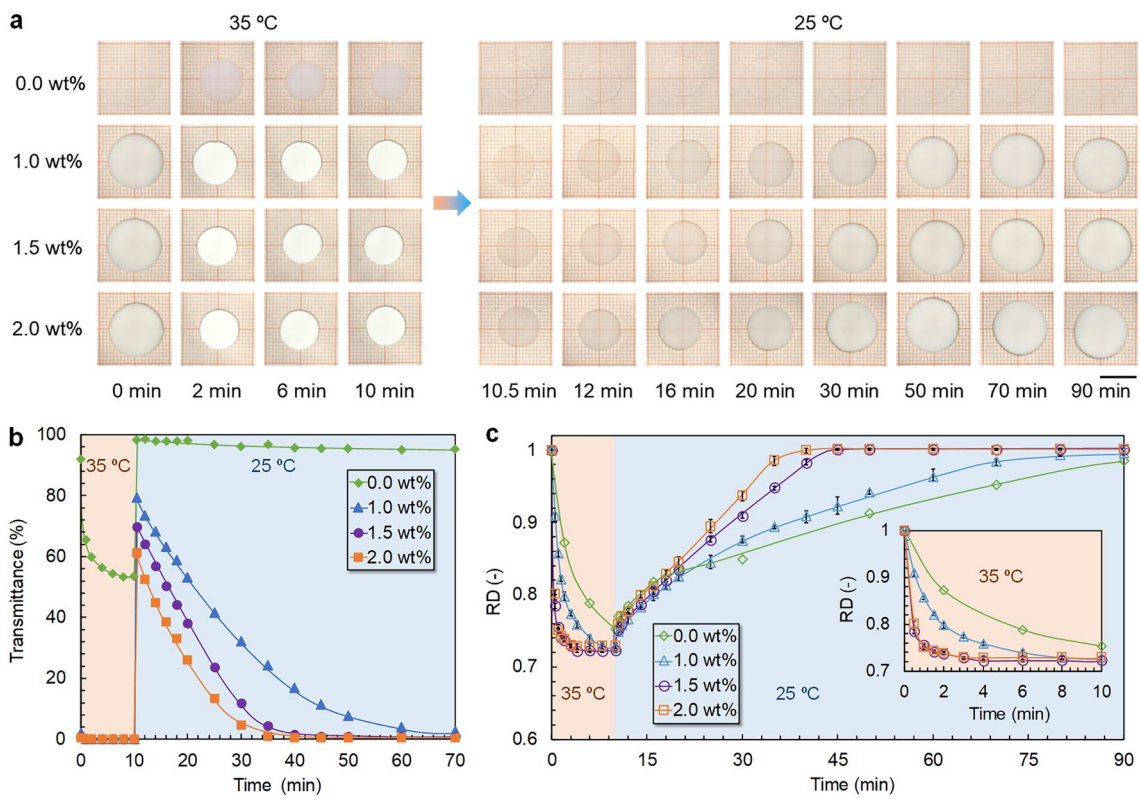 a
35 ºC
25 ºC
0.0 wt%
1.0 wt%
1.5 wt%
2.0 wt%
0 min 2 min 6 min 10 min 10.5 min 12 min 16 min 20 min 30 min 50 min 70 min 90 min
b
Transmittance (%)
100
80
60
40
20
0
35 ºC
25 ºC
0.0 wt%
1.0 wt%
1.5 wt%
2.0 wt%
0 10 20 30 40 50 60 70
Time (min)
c
RD (-)
1
0.9
0.8
0.7
0.6
35 ºC
25 ºC
0.0 wt%
1.0 wt%
1.5 wt%
2.0 wt%
0 15 30 45 60 75 90
Time (min)
RD (-)
1
0.9
0.8
0.7
35 ºC
0 2 4 6 8 10
Time (min)